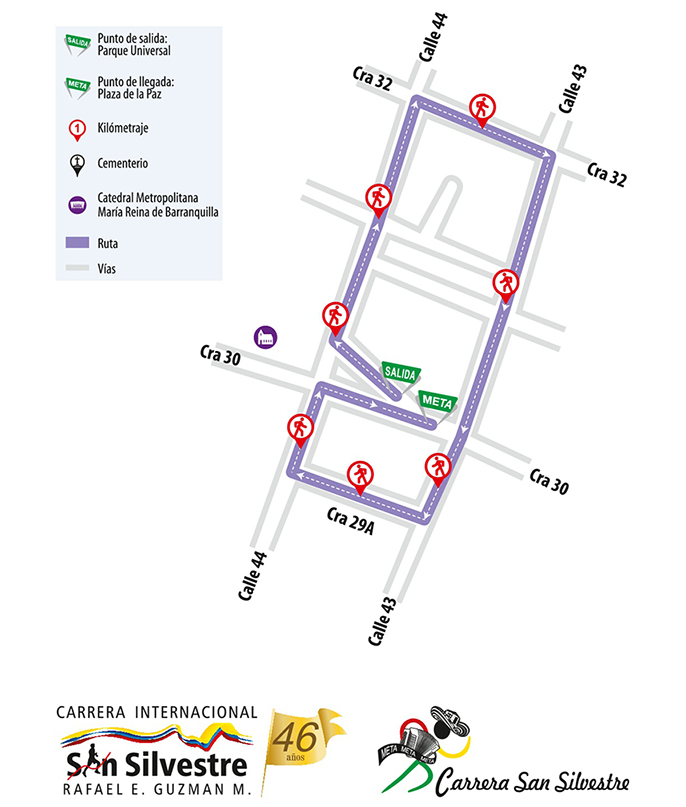 SALIDA
Punto de salida:
Parque Universal
META
Punto de llegada:
Plaza de la Paz
1
Kilómetraje
Cementerio
Catedral Metropolitana
María Reina de Barranquilla
Ruta
Vías
Calle 44
Calle 43
Cra 32
Cra 32
Cra 30
SALIDA
META
Cra 30
Cra 29A
Calle 44
Calle 43
CARRERA INTERNACIONAL
San Silvestre
RAFAEL E. GUZMAN M.
46
años
META META META
Carrera San Silvestre